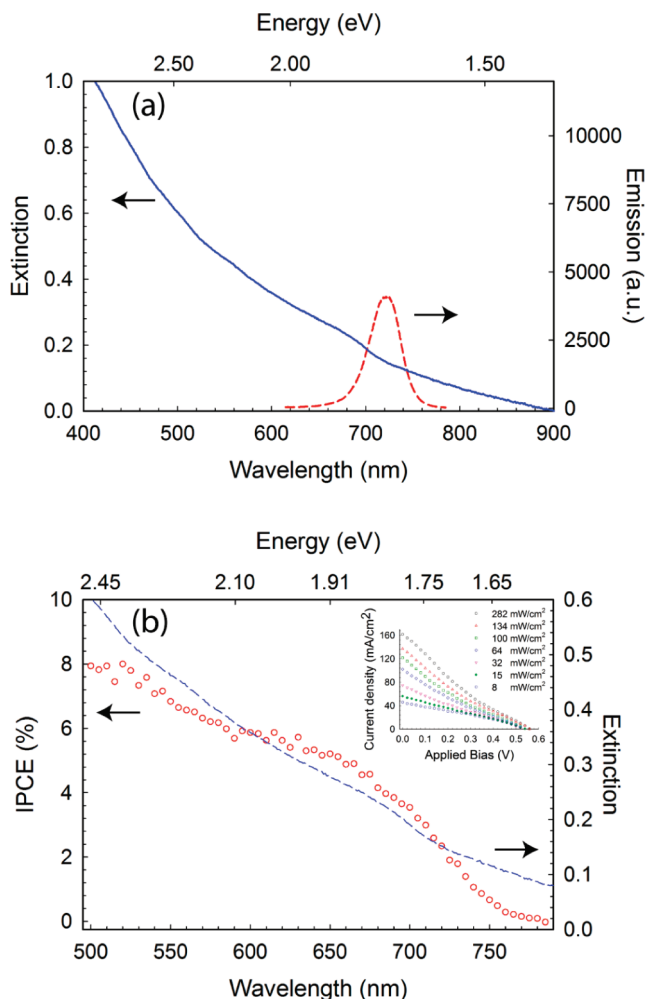 Energy (eV)
2.50 2.00 1.50
(a)
1.0
0.8
0.6
0.4
0.2
0.0
Extinction
10000
7500
5000
2500
0
Emission (a.u.)
400 500 600 700 800 900
Wavelength (nm)
Energy (eV)
2.45 2.10 1.91 1.75 1.65
(b)
10
8
6
4
2
0
IPCE (%)
0.6
0.5
0.4
0.3
0.2
0.1
0.0
Extinction
282 mW/cm2
134 mW/cm2
100 mW/cm2
64 mW/cm2
32 mW/cm2
15 mW/cm2
8 mW/cm2
160
120
80
40
0
Current density (mA/cm2)
0.0 0.1 0.2 0.3 0.4 0.5 0.6
Applied Bias (V)
500 550 600 650 700 750
Wavelength (nm)